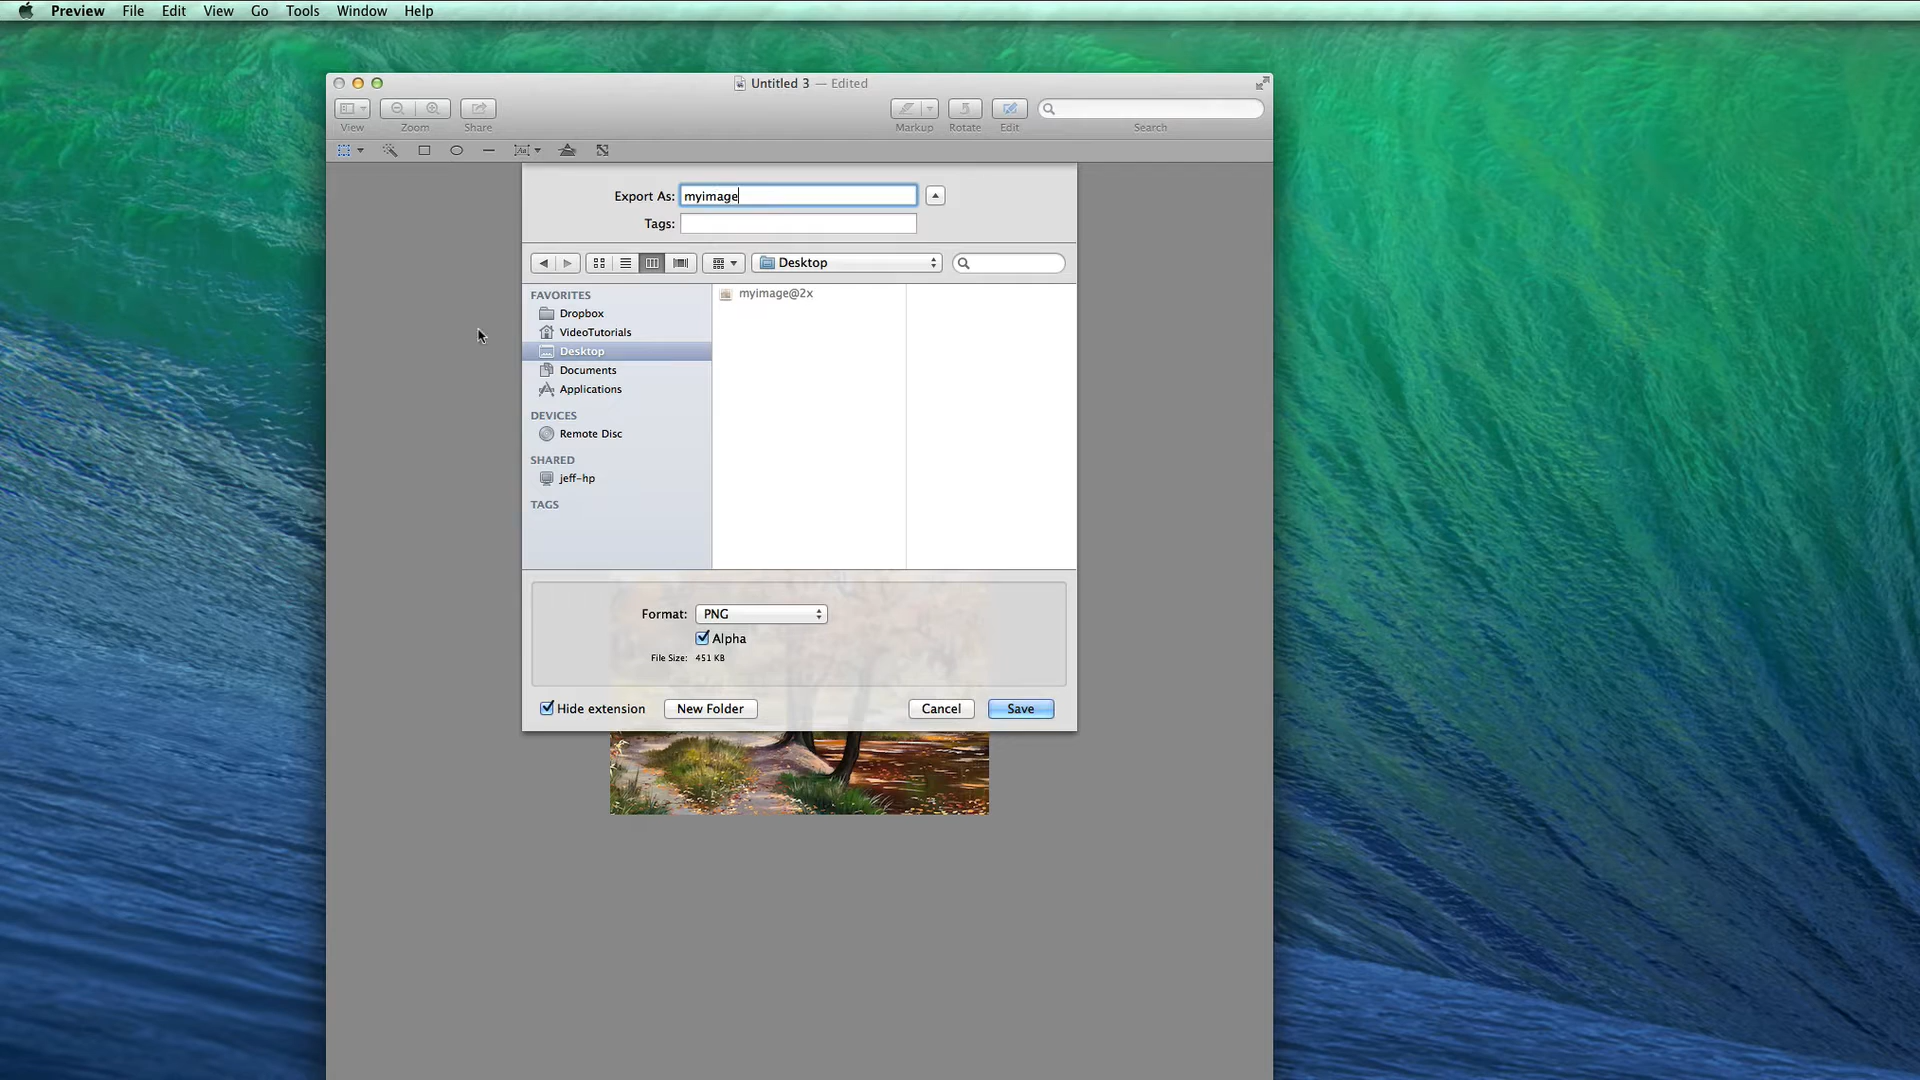 Preview File Edit View Go Tools Window Help
Untitled 3 — Edited
View Zoom Share Markup Rotate Edit Search
Export As: myimage
Tags:
Desktop
FAVORITES
Dropbox
VideoTutorials
Desktop
Documents
Applications
DEVICES
Remote Disc
SHARED
jeff-hp
TAGS
myimage@2x
Format: PNG
Alpha
File Size: 451 KB
Hide extension New Folder Cancel Save